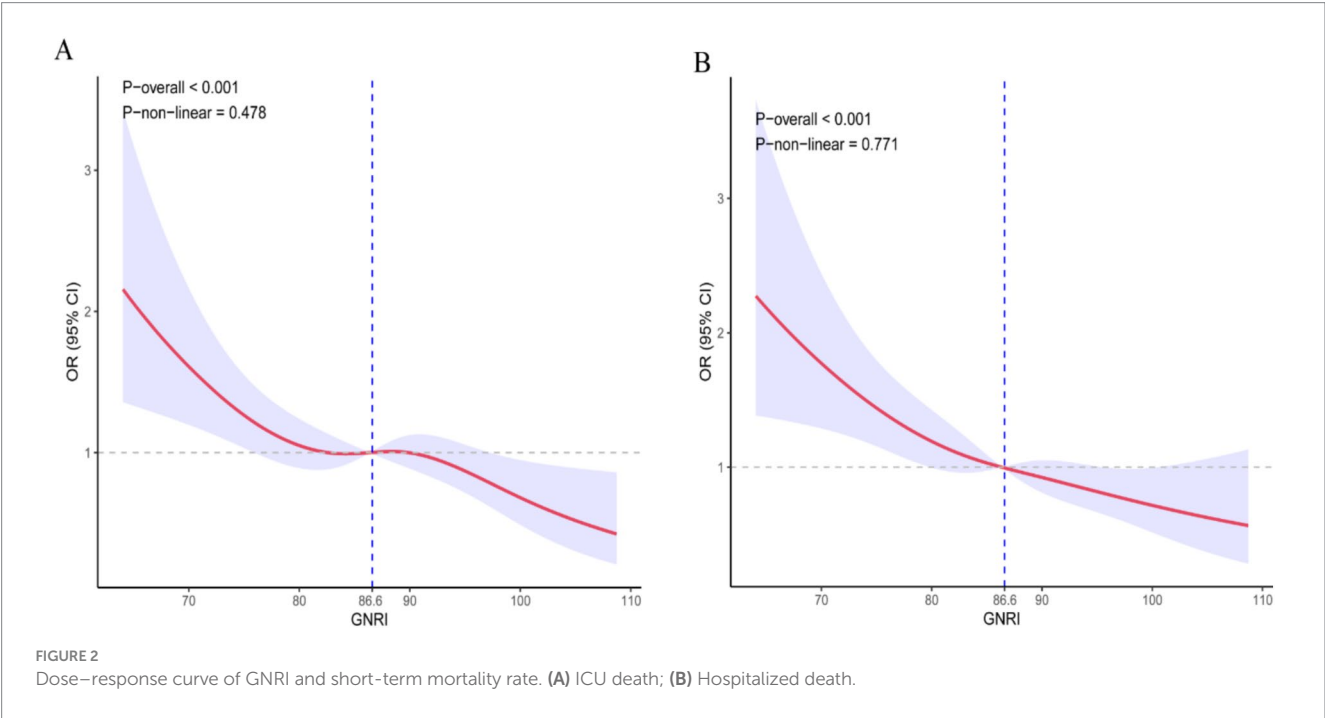 A
P−overall < 0.001
P−non−linear = 0.478
3
2
1
OR (95% CI)
70
80
86.6
90
100
110
GNRI
B
P−overall < 0.001
P−non−linear = 0.771
3
2
1
OR (95% CI)
70
80
86.6
90
100
110
GNRI
FIGURE 2
Dose–response curve of GNRI and short-term mortality rate. (A) ICU death; (B) Hospitalized death.